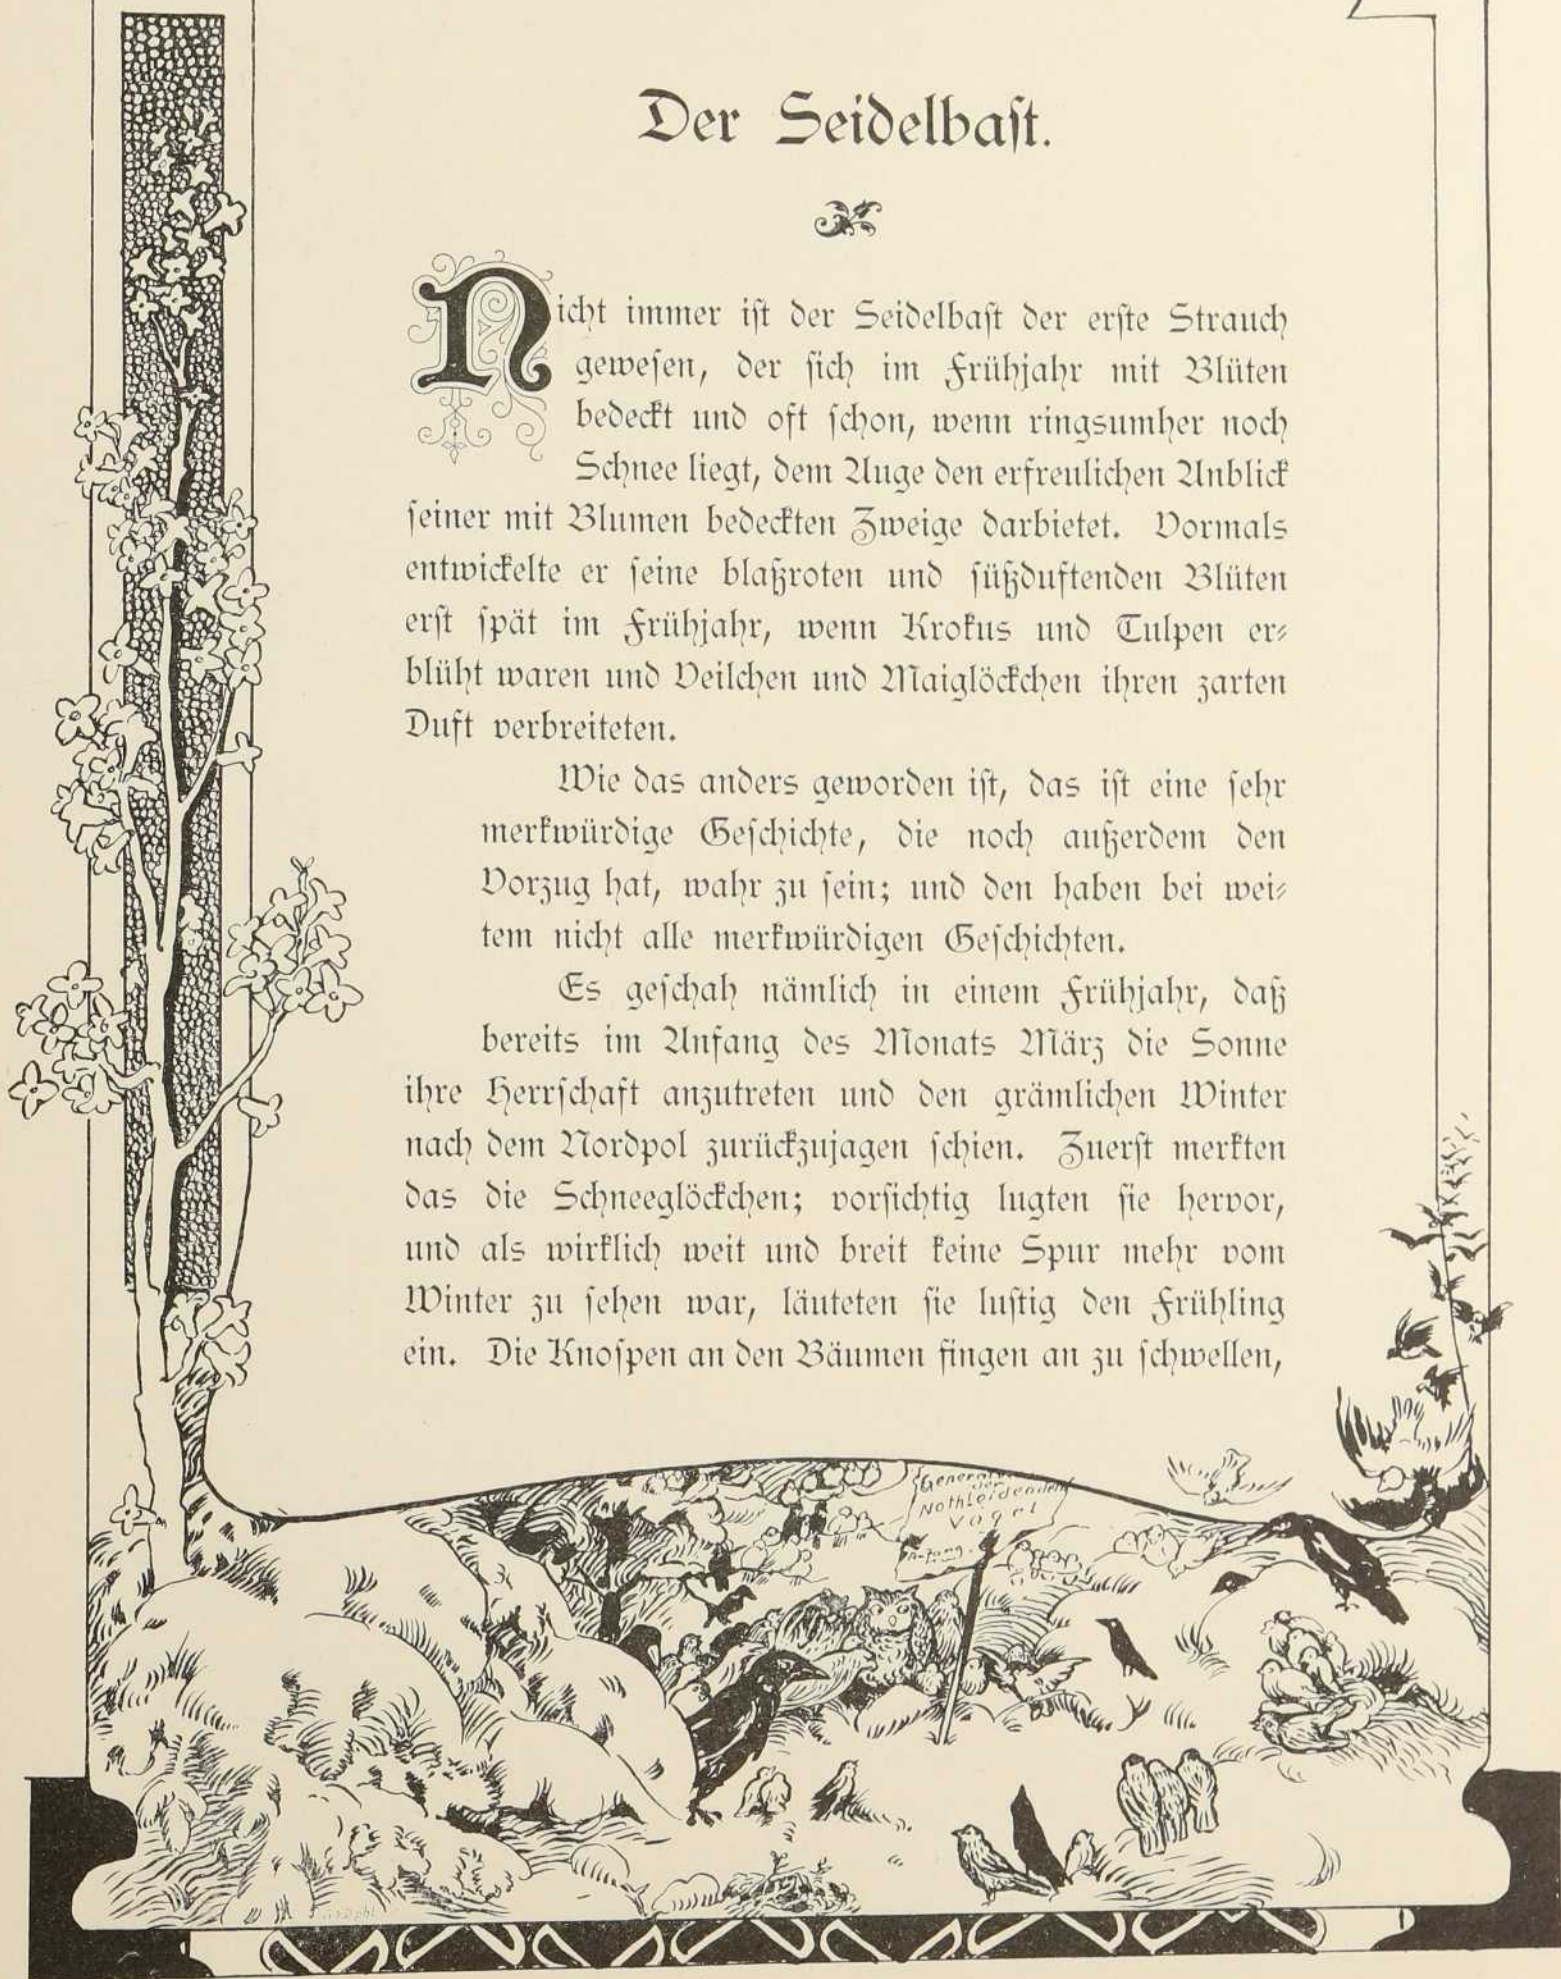 Der Seidelbaſt.
Nicht immer iſt der Seidelbaſt der erſte Strauch
geweſen, der ſich im Frühjahr mit Blüten
bedeckt und oft ſchon, wenn ringsumher noch
Schnee liegt, dem Auge den erfreulichen Anblick
ſeiner mit Blumen bedeckten Zweige darbietet. Vormals
entwickelte er ſeine blaßroten und ſüßduftenden Blüten
erſt ſpät im Frühjahr, wenn Krokus und Tulpen er⸗
blüht waren und Veilchen und Maiglöckchen ihren zarten
Duft verbreiteten.
Wie das anders geworden iſt, das iſt eine ſehr
merkwürdige Geſchichte, die noch außerdem den
Vorzug hat, wahr zu ſein; und den haben bei wei⸗
tem nicht alle merkwürdigen Geſchichten.
Es geſchah nämlich in einem Frühjahr, daß
bereits im Anfang des Monats März die Sonne
ihre Herrſchaft anzutreten und den grämlichen Winter
nach dem Nordpol zurückzujagen ſchien. Zuerſt merkten
das die Schneeglöckchen; vorſichtig lugten ſie hervor,
und als wirklich weit und breit keine Spur mehr vom
Winter zu ſehen war, läuteten ſie luſtig den Frühling
ein. Die Knoſpen an den Bäumen fingen an zu ſchwellen,
der
Nothleidenden
Vögel